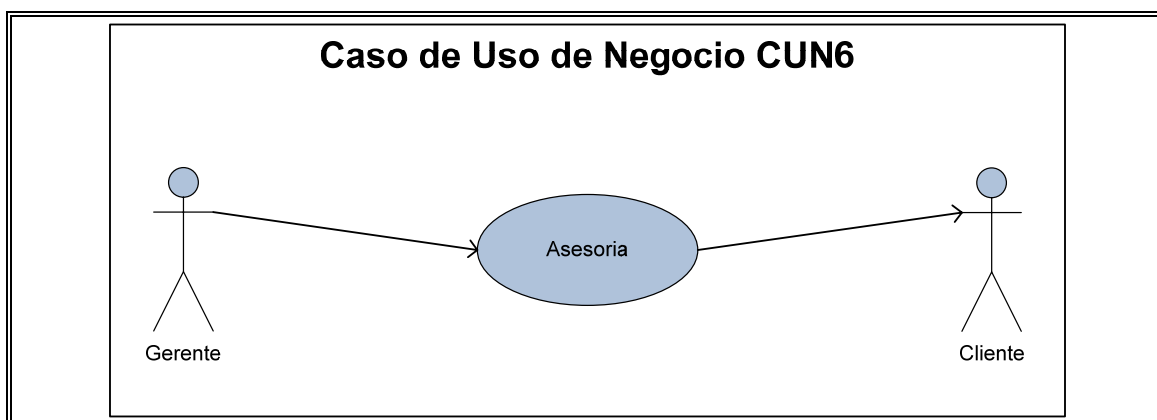 Caso de Uso de Negocio CUN6
Asesoria
Gerente
Cliente